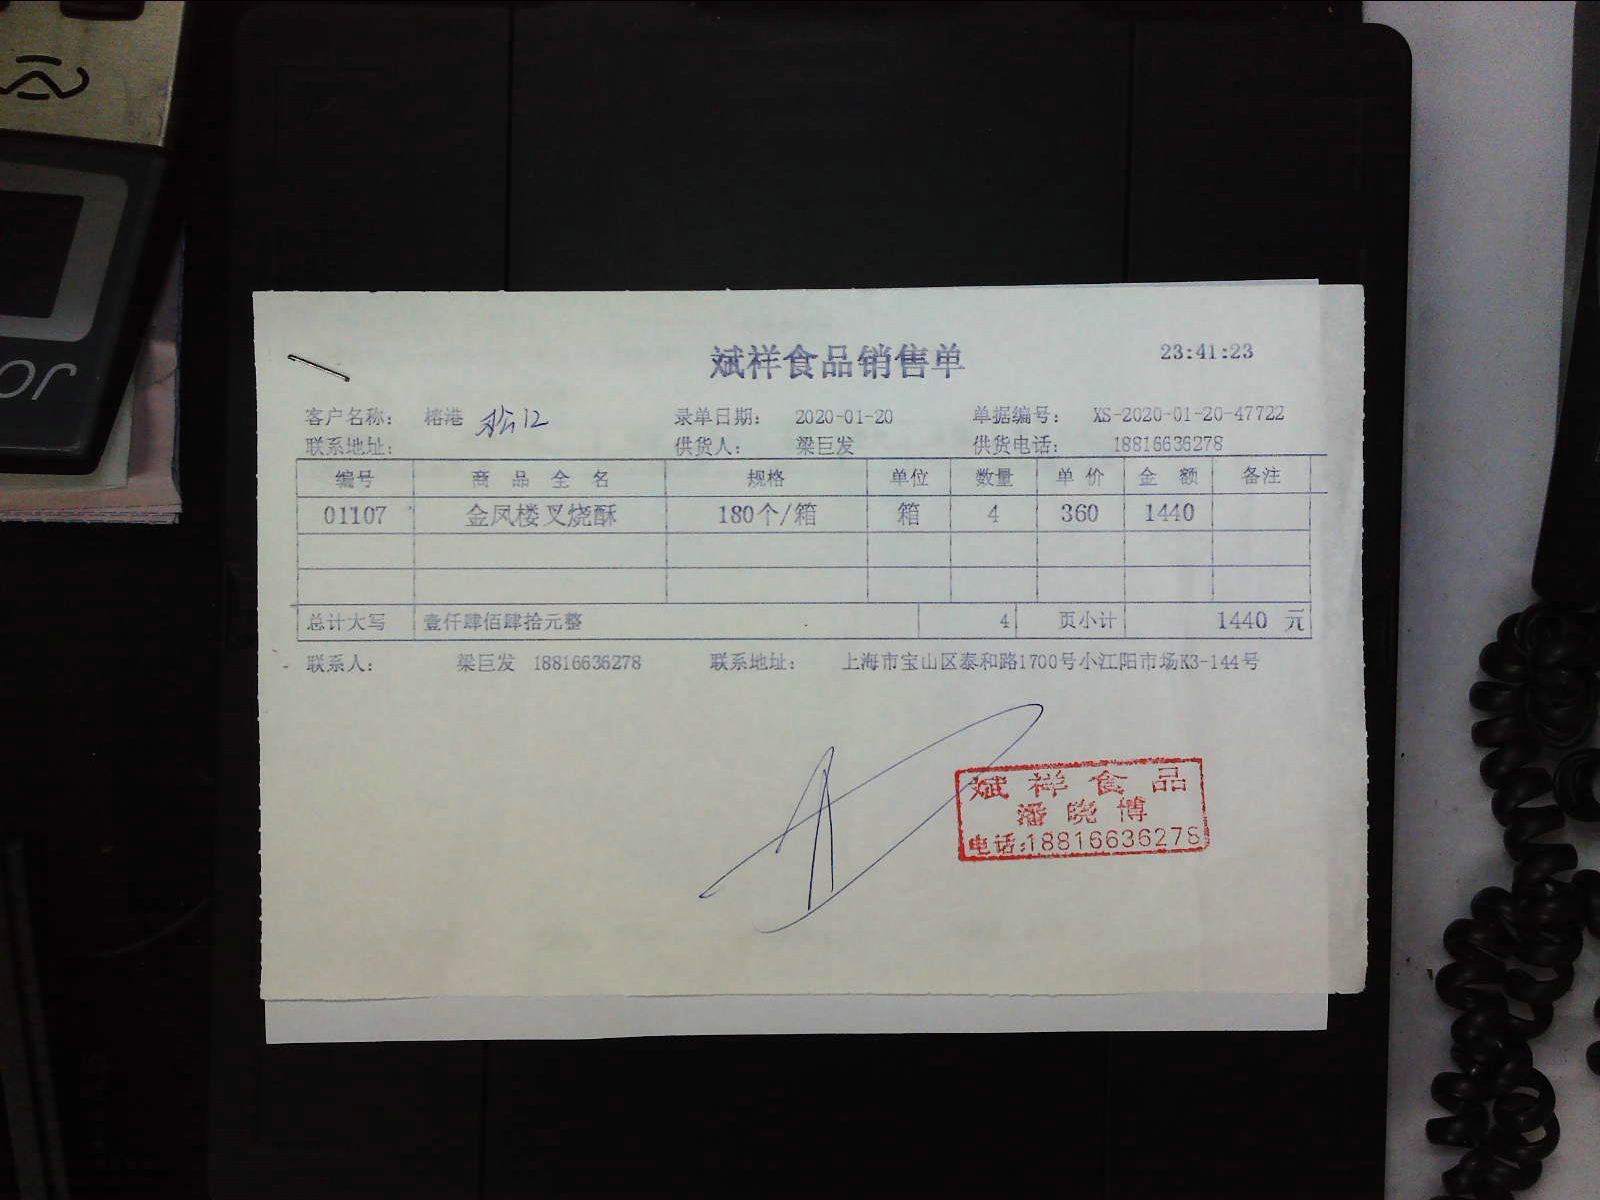 斌祥食品销售单 23:41:23
客户名称： 榕港 松江 录单日期： 2020-01-20 单据编号： XS-2020-01-20-47722
联系地址： 供货人： 梁巨发 供货电话： 18816636278
编号 商品全名 规格 单位 数量 单价 金额 备注
01107 金凤楼叉烧酥 180个/箱 箱 4 360 1440
总计大写 壹仟肆佰肆拾元整 4 页小计 1440 元
联系人： 梁巨发 18816636278 联系地址： 上海市宝山区泰和路1700号小江阳市场K3-144号
斌祥食品
潘晓博
电话:18816636278